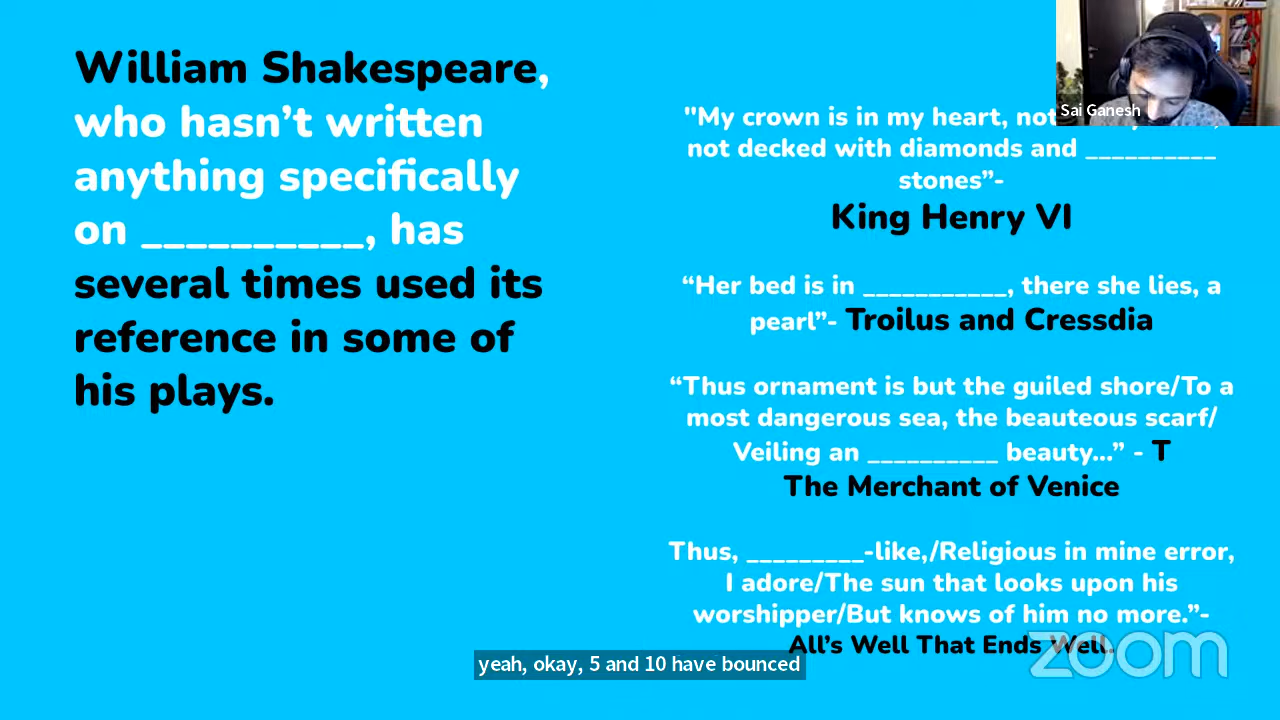 William Shakespeare,
who hasn't written
anything specifically
on __________, has
several times used its
reference in some of
his plays.
"My crown is in my heart, not
not decked with diamonds and __________
stones”-
King Henry VI
“Her bed is in ___________, there she lies, a
pearl”- Troilus and Cressdia
“Thus ornament is but the guiled shore/To a
most dangerous sea, the beauteous scarf/
Veiling an __________ beauty...” - T
The Merchant of Venice
Thus, _________-like,/Religious in mine error,
I adore/The sun that looks upon his
worshipper/But knows of him no more.”-
All’s Well That Ends Well.
Sai Ganesh
yeah, okay, 5 and 10 have bounced
zoom